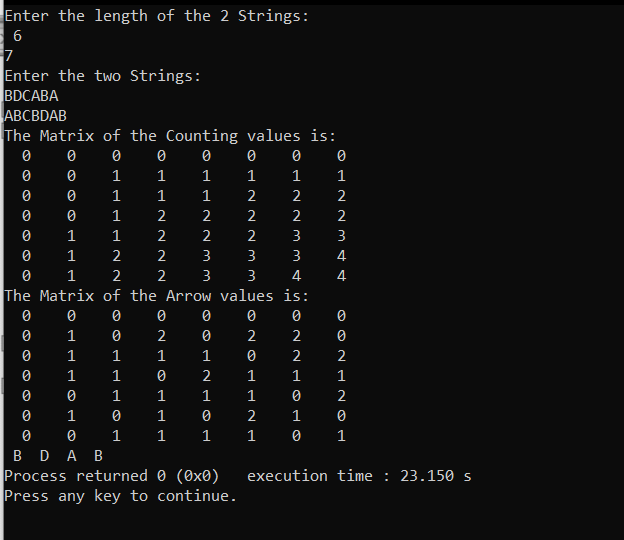 Enter the length of the 2 Strings:
6
7
Enter the two Strings:
BDCABA
ABCBDAB
The Matrix of the Counting values is:
0 0 0 0 0 0 0 0
0 0 1 1 1 1 1 1
0 0 1 1 1 2 2 2
0 0 1 2 2 2 2 2
0 1 1 2 2 2 3 3
0 1 2 2 3 3 3 4
0 1 2 2 3 3 4 4
The Matrix of the Arrow values is:
0 0 0 0 0 0 0 0
0 1 0 2 0 2 2 0
0 1 1 1 1 0 2 2
0 1 1 0 2 1 1 1
0 0 1 1 1 1 0 2
0 1 0 1 0 2 1 0
0 0 1 1 1 1 0 1
B D A B
Process returned 0 (0x0) execution time : 23.150 s
Press any key to continue.